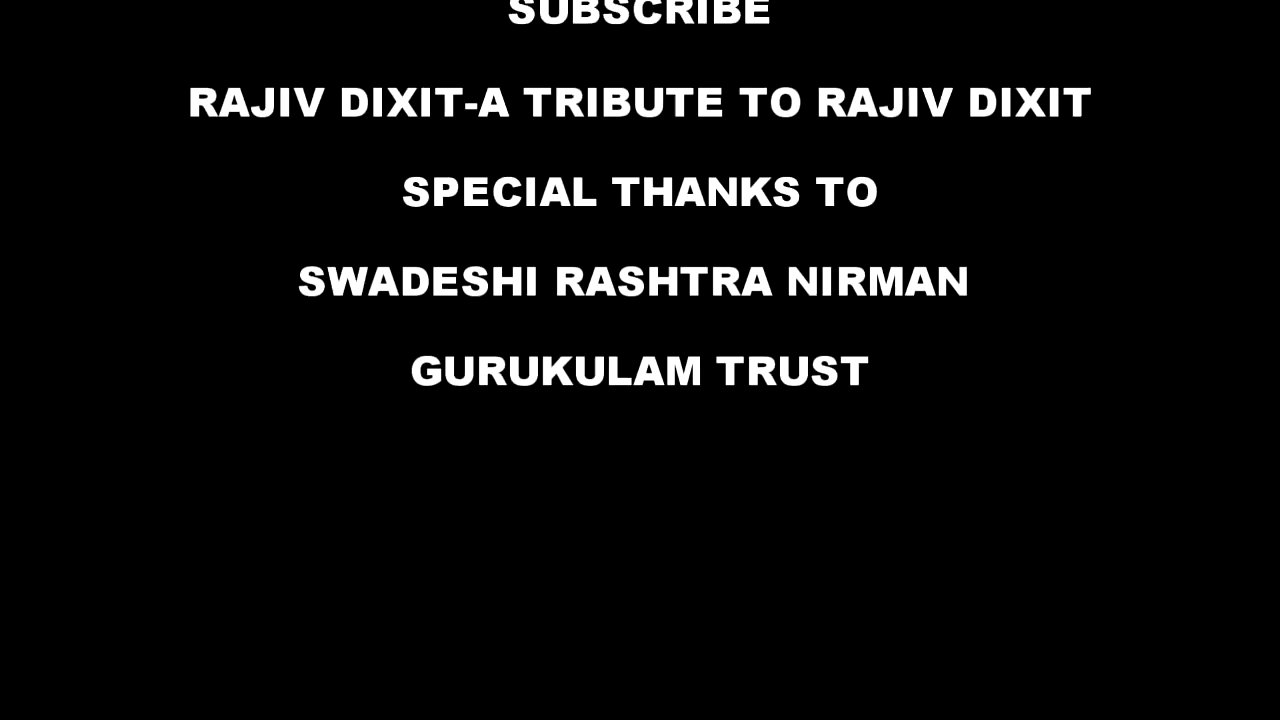 SUBSCRIBE
RAJIV DIXIT-A TRIBUTE TO RAJIV DIXIT
SPECIAL THANKS TO
SWADESHI RASHTRA NIRMAN
GURUKULAM TRUST